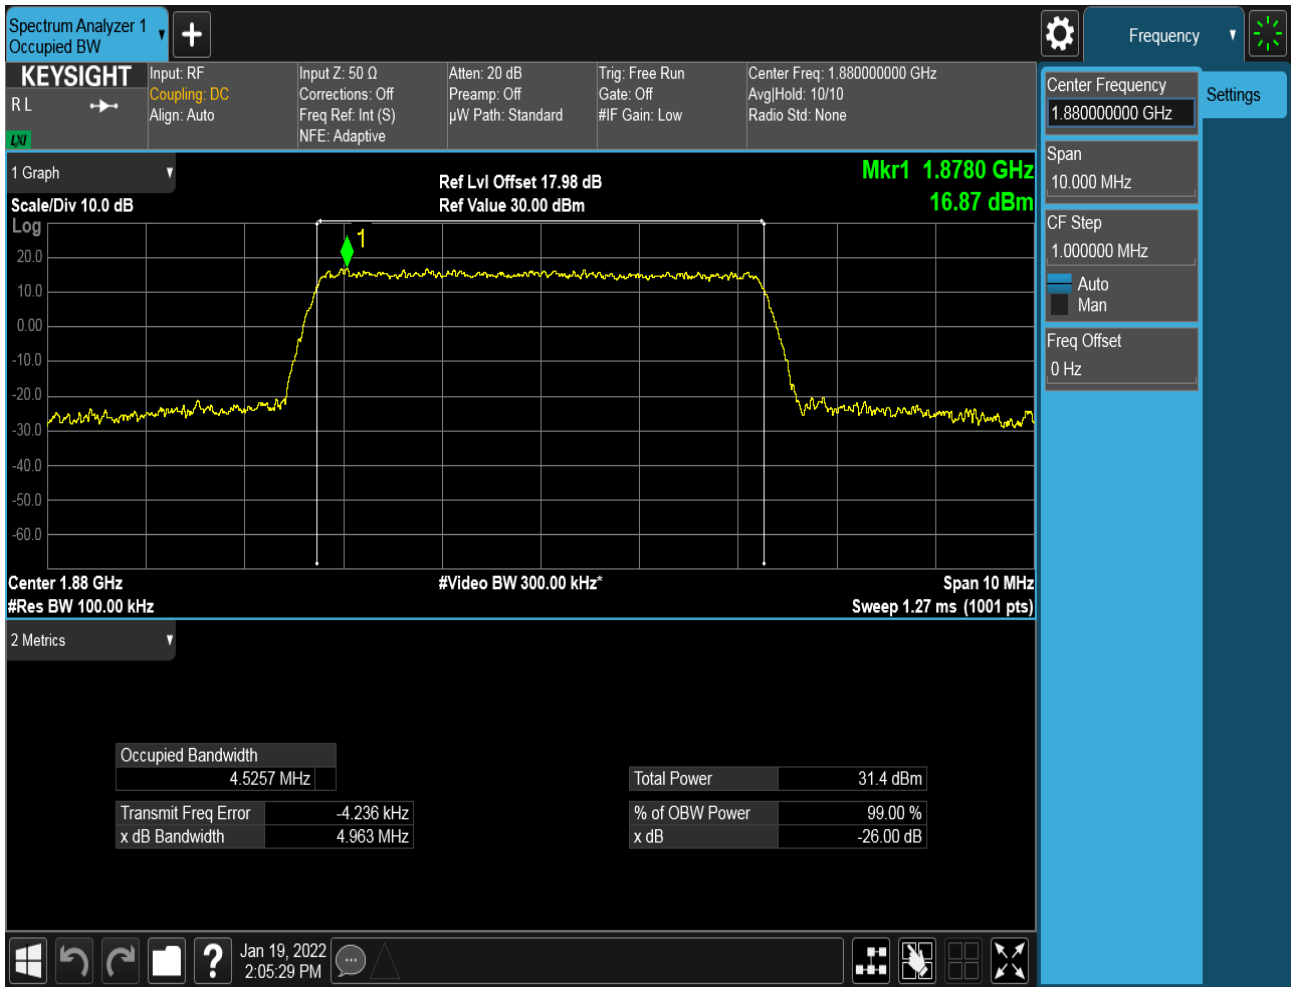 Spectrum Analyzer 1
Occupied BW
Frequency
KEYSIGHT
R L
LXI
Input: RF
Coupling: DC
Align: Auto
Input Z: 50 Ω
Corrections: Off
Freq Ref: Int (S)
NFE: Adaptive
Atten: 20 dB
Preamp: Off
µW Path: Standard
Trig: Free Run
Gate: Off
#IF Gain: Low
Center Freq: 1.880000000 GHz
Avg|Hold: 10/10
Radio Std: None
Center Frequency
1.880000000 GHz
Settings
Span
10.000 MHz
CF Step
1.000000 MHz
Auto
Man
Freq Offset
0 Hz
1 Graph
Scale/Div 10.0 dB
Ref Lvl Offset 17.98 dB
Ref Value 30.00 dBm
Mkr1 1.8780 GHz
16.87 dBm
Log
1
20.0
10.0
0.00
-10.0
-20.0
-30.0
-40.0
-50.0
-60.0
Center 1.88 GHz
#Video BW 300.00 kHz*
Span 10 MHz
#Res BW 100.00 kHz
Sweep 1.27 ms (1001 pts)
2 Metrics
Occupied Bandwidth
4.5257 MHz
Total Power 31.4 dBm
Transmit Freq Error -4.236 kHz
% of OBW Power 99.00 %
x dB Bandwidth 4.963 MHz
x dB -26.00 dB
?
Jan 19, 2022
2:05:29 PM